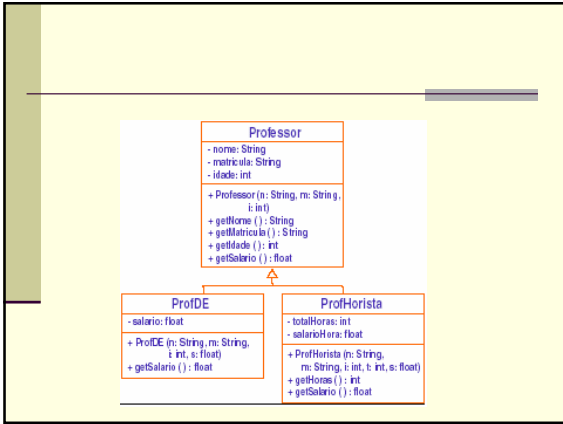 Professor
- nome: String
- matricula: String
- idade: int
+ Professor (n: String, m: String,
i: int)
+ getNome ( ) : String
+ getMatricula ( ) : String
+ getIdade ( ) : int
+ getSalario ( ) : float
ProfDE
- salario: float
+ ProfDE (n: String, m: String,
i: int, s: float)
+ getSalario ( ) : float
ProfHorista
- totalHoras: int
- salarioHora: float
+ ProfHorista (n: String,
m: String, i: int, t: int, s: float)
+ getHoras ( ) : int
+ getSalario ( ) : float